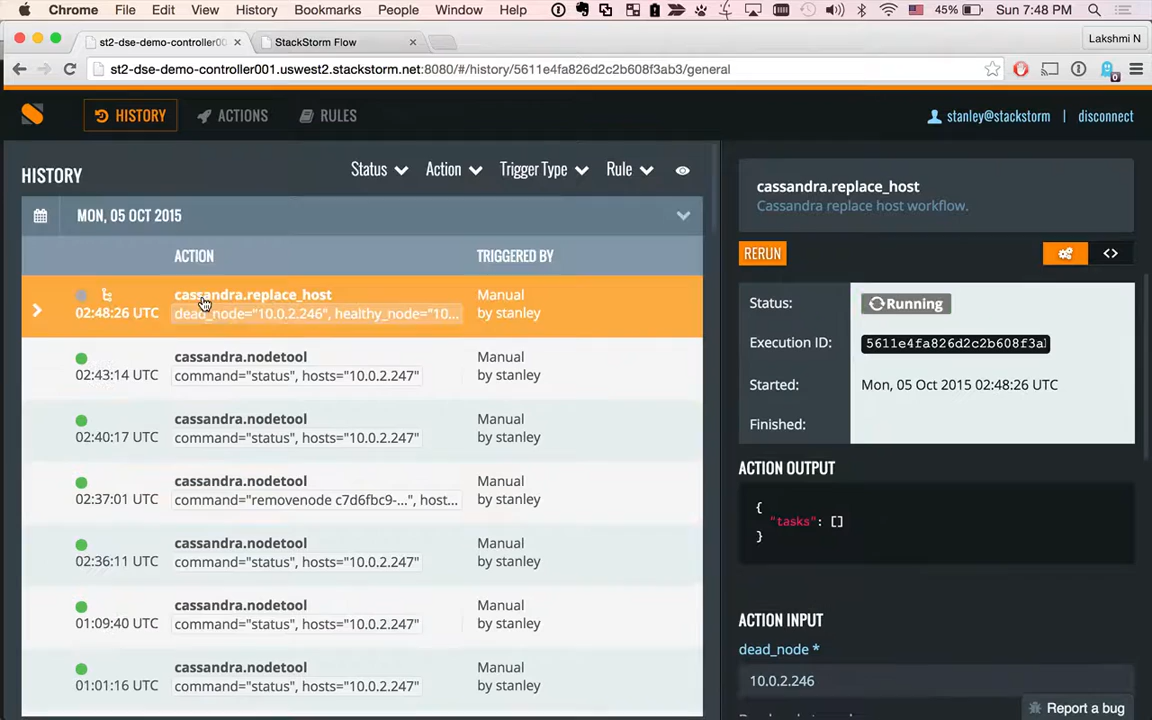 Chrome File Edit View History Bookmarks People Window Help 45% Sun 7:48 PM
st2-dse-demo-controller00 StackStorm Flow Lakshmi N
st2-dse-demo-controller001.uswest2.stackstorm.net:8080/#/history/5611e4fa826d2c2b608f3ab3/general
HISTORY ACTIONS RULES stanley@stackstorm | disconnect
HISTORY Status Action Trigger Type Rule
MON, 05 OCT 2015
ACTION TRIGGERED BY
cassandra.replace_host Manual
02:48:26 UTC dead_node="10.0.2.246", healthy_node="10... by stanley
cassandra.nodetool Manual
02:43:14 UTC command="status", hosts="10.0.2.247" by stanley
cassandra.nodetool Manual
02:40:17 UTC command="status", hosts="10.0.2.247" by stanley
cassandra.nodetool Manual
02:37:01 UTC command="removenode c7d6fbc9-...", host... by stanley
cassandra.nodetool Manual
02:36:11 UTC command="status", hosts="10.0.2.247" by stanley
cassandra.nodetool Manual
01:09:40 UTC command="status", hosts="10.0.2.247" by stanley
cassandra.nodetool Manual
01:01:16 UTC command="status", hosts="10.0.2.247" by stanley
cassandra.replace_host
Cassandra replace host workflow.
RERUN <>
Status: Running
Execution ID: 5611e4fa826d2c2b608f3a
Started: Mon, 05 Oct 2015 02:48:26 UTC
Finished:
ACTION OUTPUT
{
"tasks": []
}
ACTION INPUT
dead_node *
10.0.2.246
Report a bug